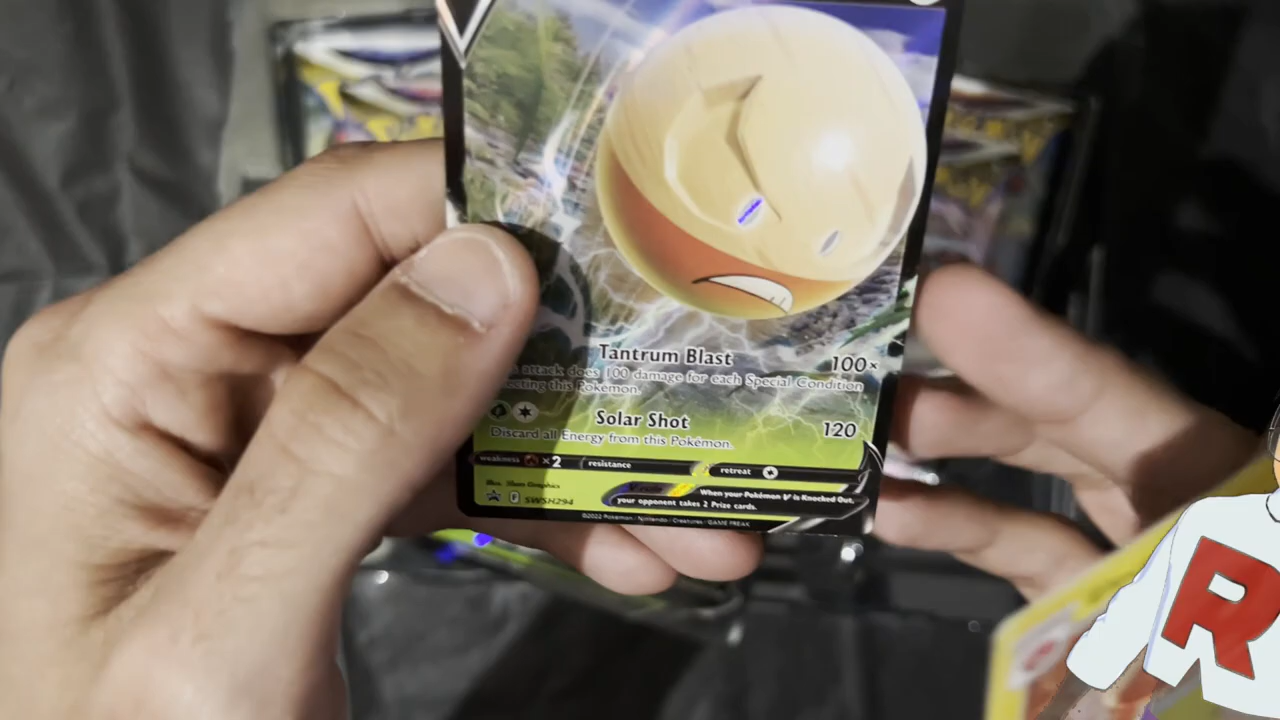 Tantrum Blast 100×
attack does 100 damage for each Special Condition
this Pokémon.
Solar Shot 120
Discard all Energy from this Pokémon.
weakness ×2 resistance retreat
Illus. Graphics
F SWSH294
When your Pokémon V is Knocked Out,
your opponent takes 2 Prize cards.
©2022 Pokémon / Nintendo / Creatures / GAME FREAK
R